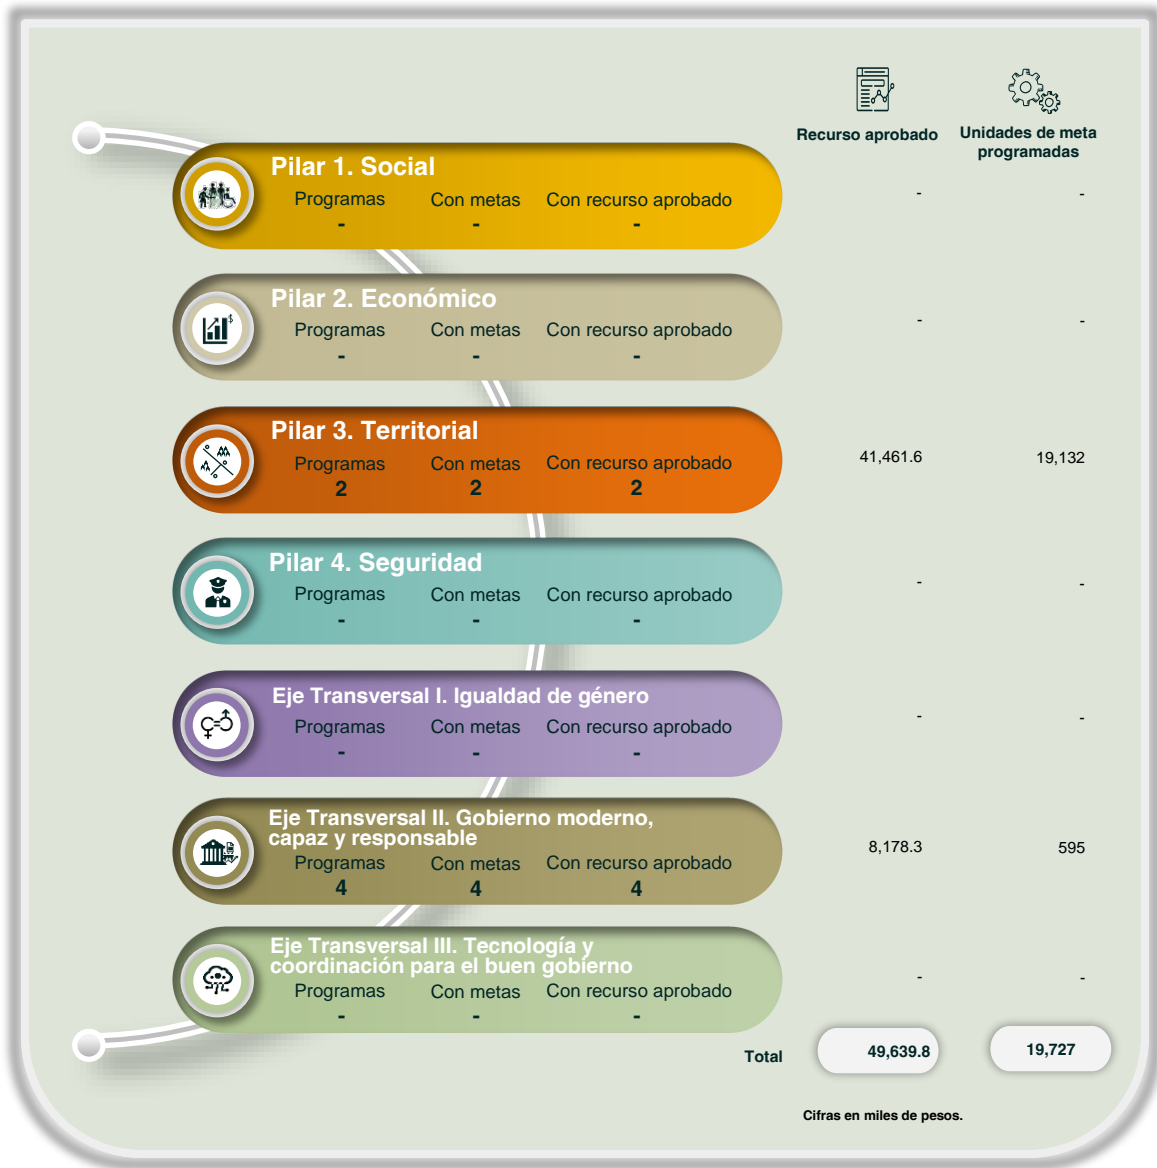 Recurso aprobado
Unidades de meta
programadas
Pilar 1. Social
Programas Con metas Con recurso aprobado
- - -
- -
Pilar 2. Económico
Programas Con metas Con recurso aprobado
- - -
- -
Pilar 3. Territorial
Programas Con metas Con recurso aprobado
2 2 2
41,461.6 19,132
Pilar 4. Seguridad
Programas Con metas Con recurso aprobado
- - -
- -
Eje Transversal I. Igualdad de género
Programas Con metas Con recurso aprobado
- - -
- -
Eje Transversal II. Gobierno moderno,
capaz y responsable
Programas Con metas Con recurso aprobado
4 4 4
8,178.3 595
Eje Transversal III. Tecnología y
coordinación para el buen gobierno
Programas Con metas Con recurso aprobado
- - -
- -
Total 49,639.8 19,727
Cifras en miles de pesos.